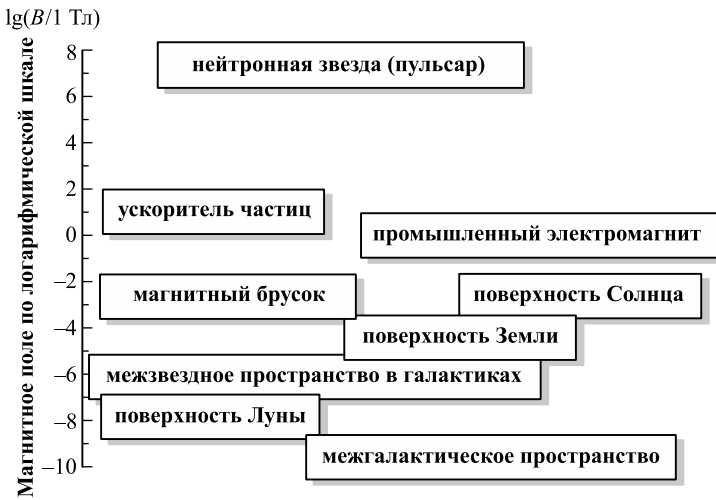 lg(B/1 Тл)
Магнитное поле по логарифмической шкале
8
6
4
2
0
–2
–4
–6
–8
–10
нейтронная звезда (пульсар)
ускоритель частиц
промышленный электромагнит
магнитный брусок
поверхность Солнца
поверхность Земли
межзвездное пространство в галактиках
поверхность Луны
межгалактическое пространство